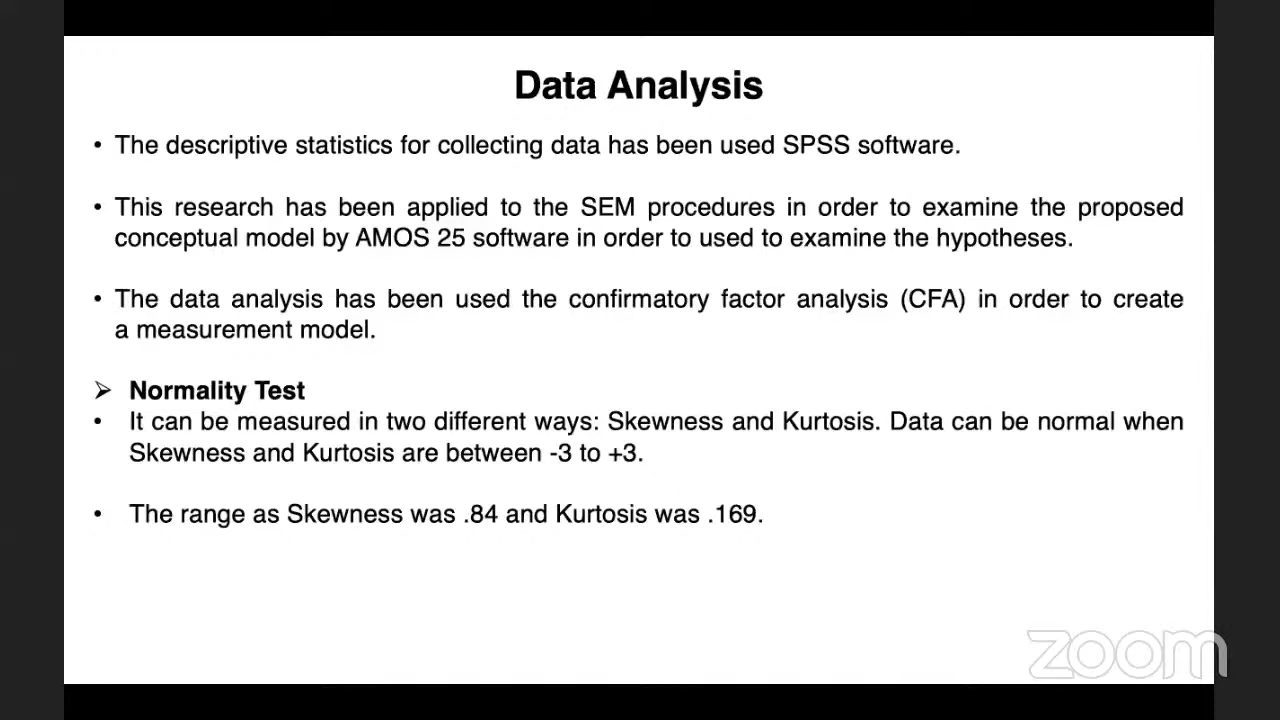 Data Analysis
• The descriptive statistics for collecting data has been used SPSS software.
• This research has been applied to the SEM procedures in order to examine the proposed
conceptual model by AMOS 25 software in order to used to examine the hypotheses.
• The data analysis has been used the confirmatory factor analysis (CFA) in order to create
a measurement model.
➢ Normality Test
• It can be measured in two different ways: Skewness and Kurtosis. Data can be normal when
Skewness and Kurtosis are between -3 to +3.
• The range as Skewness was .84 and Kurtosis was .169.
zoom